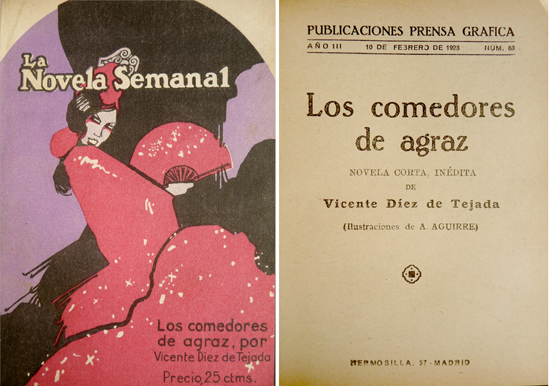 La
Novela Semanal
Los comedores
de agraz, por
Vicente Díez de Tejada
Precio, 25 ctms.
PUBLICACIONES PRENSA GRAFICA
AÑO III 10 DE FEBRERO DE 1923 NÚM. 83
Los comedores
de agraz
NOVELA CORTA, INÉDITA
DE
Vicente Díez de Tejada
(Ilustraciones de A. AGUIRRE)
HERMOSILLA, 57 - MADRID